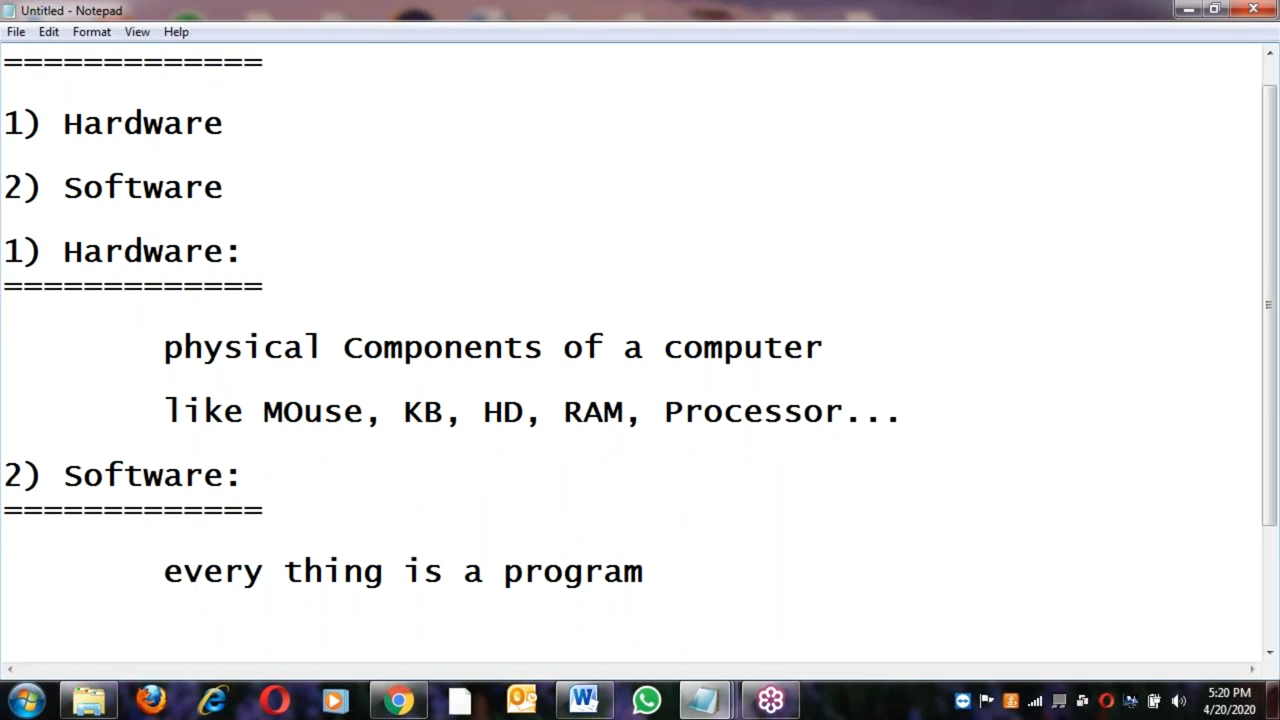 Untitled - Notepad
File Edit Format View Help
=============
1) Hardware
2) Software
1) Hardware:
=============
physical Components of a computer
like MOuse, KB, HD, RAM, Processor...
2) Software:
=============
every thing is a program
5:20 PM
4/20/2020